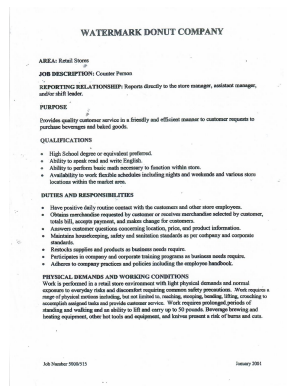 WATERMARK DONUT COMPANY
AREA: Retail Stores
JOB DESCRIPTION: Counter Person
REPORTING RELATIONSHIP: Reports directly to the store manager, assistant manager,
and/or shift leader.
PURPOSE
Provides quality customer service in a friendly and efficient manner to customer requests to
purchase beverages and baked goods.
QUALIFICATIONS
• High School degree or equivalent preferred.
• Ability to speak read and write English.
• Ability to perform basic math necessary to function within store.
• Availability to work flexible schedules including nights and weekends and various store
locations within the market area.
DUTIES AND RESPONSIBILITIES
• Have positive daily routine contact with the customers and other store employees.
• Obtains merchandise requested by customer or receives merchandise selected by customer,
totals bill, accepts payment, and makes change for customers.
• Answers customer questions concerning location, price, and product information.
• Maintains housekeeping, safety and sanitation standards as per company and corporate
standards.
• Restocks supplies and products as business needs require.
• Participates in company and corporate training programs as business needs require.
• Adheres to company practices and policies including the employee handbook.
PHYSICAL DEMANDS AND WORKING CONDITIONS
Work is performed in a retail store environment with light physical demands and normal
exposure to everyday risks and discomfort requiring common safety precautions. Work requires a
range of physical motions including, but not limited to, reaching, stooping, bending, lifting, crouching to
accomplish assigned tasks and provide customer service. Work requires prolonged periods of
standing and walking and an ability to lift and carry up to 50 pounds. Beverage brewing and
heating equipment, other hot tools and equipment, and knives present a risk of burns and cuts.
Job Number 5000/515
January 2001